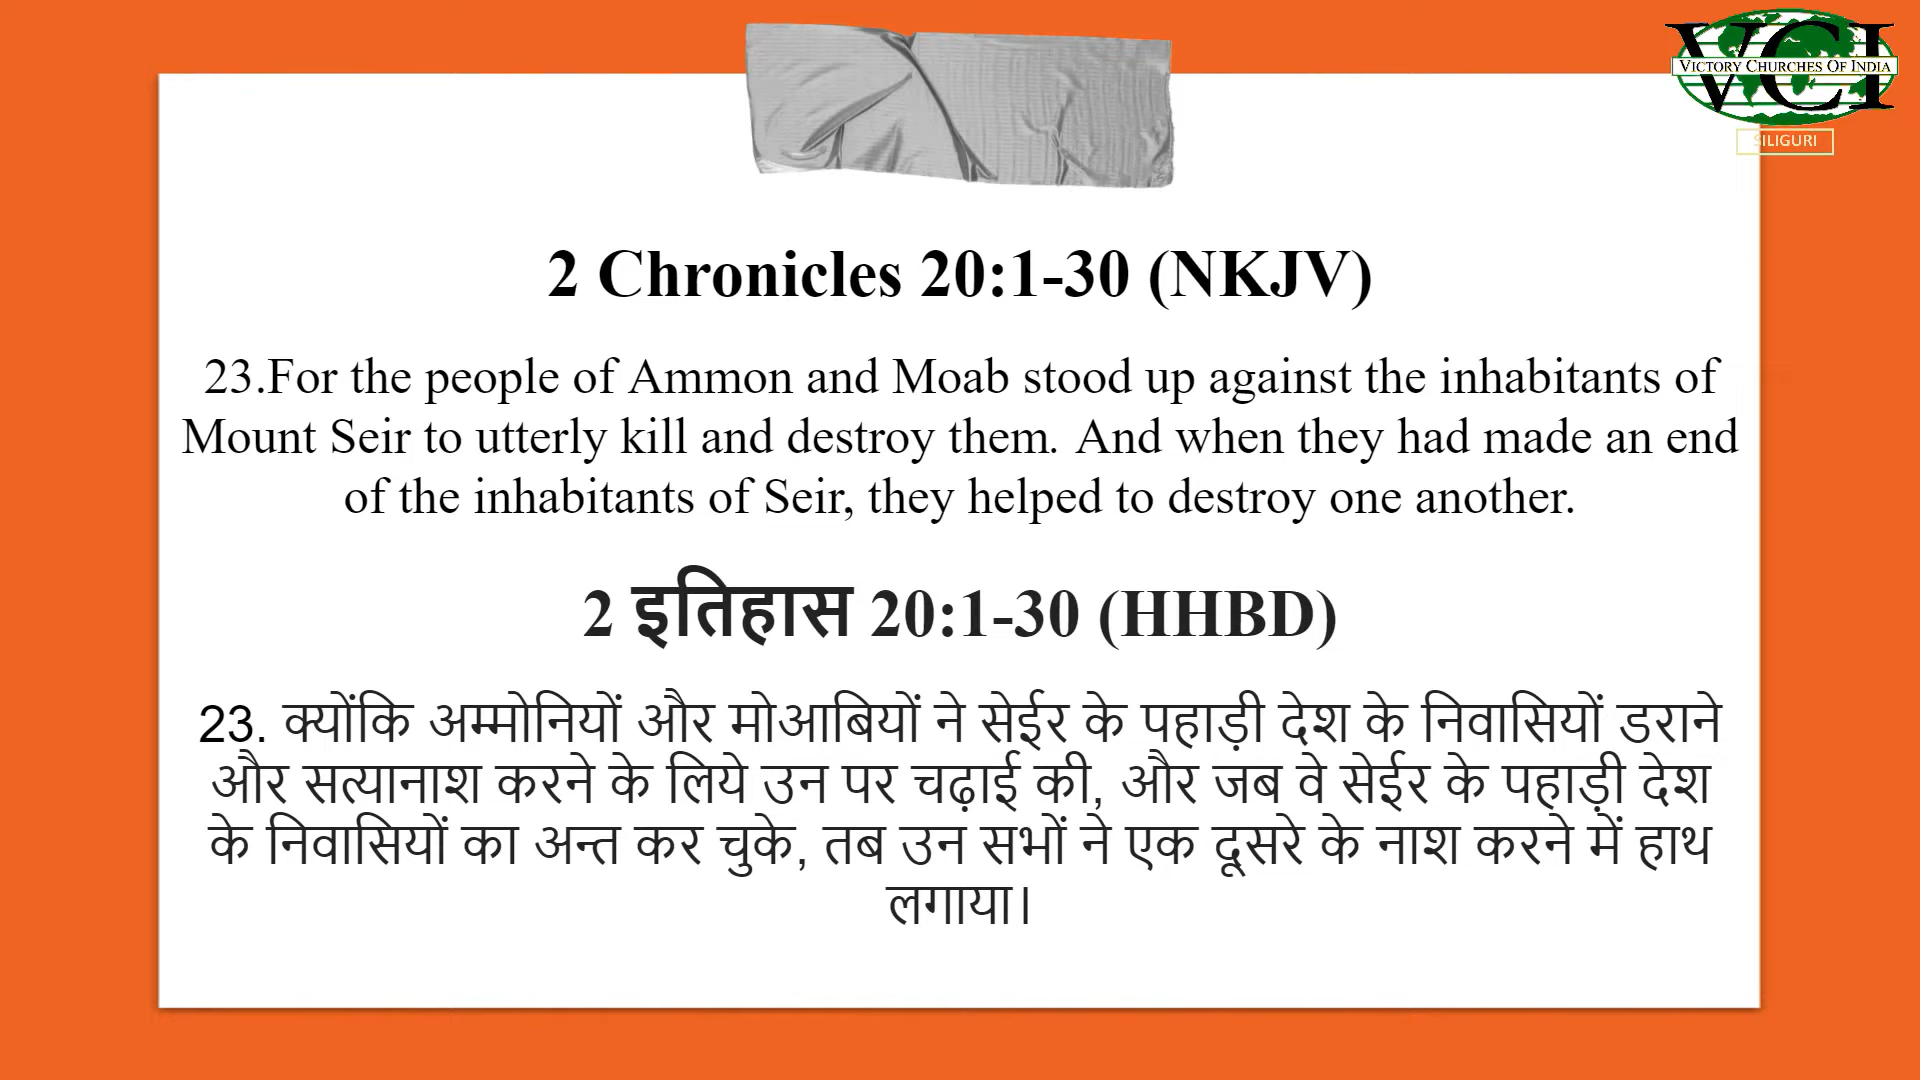 VCI
VICTORY CHURCHES OF INDIA
SILIGURI
2 Chronicles 20:1-30 (NKJV)
23.For the people of Ammon and Moab stood up against the inhabitants of
Mount Seir to utterly kill and destroy them. And when they had made an end
of the inhabitants of Seir, they helped to destroy one another.
2 इतिहास 20:1-30 (HHBD)
23. क्योंकि अम्मोनियों और मोआबियों ने सेईर के पहाड़ी देश के निवासियों डराने
और सत्यानाश करने के लिये उन पर चढ़ाई की, और जब वे सेईर के पहाड़ी देश
के निवासियों का अन्त कर चुके, तब उन सभों ने एक दूसरे के नाश करने में हाथ
लगाया।